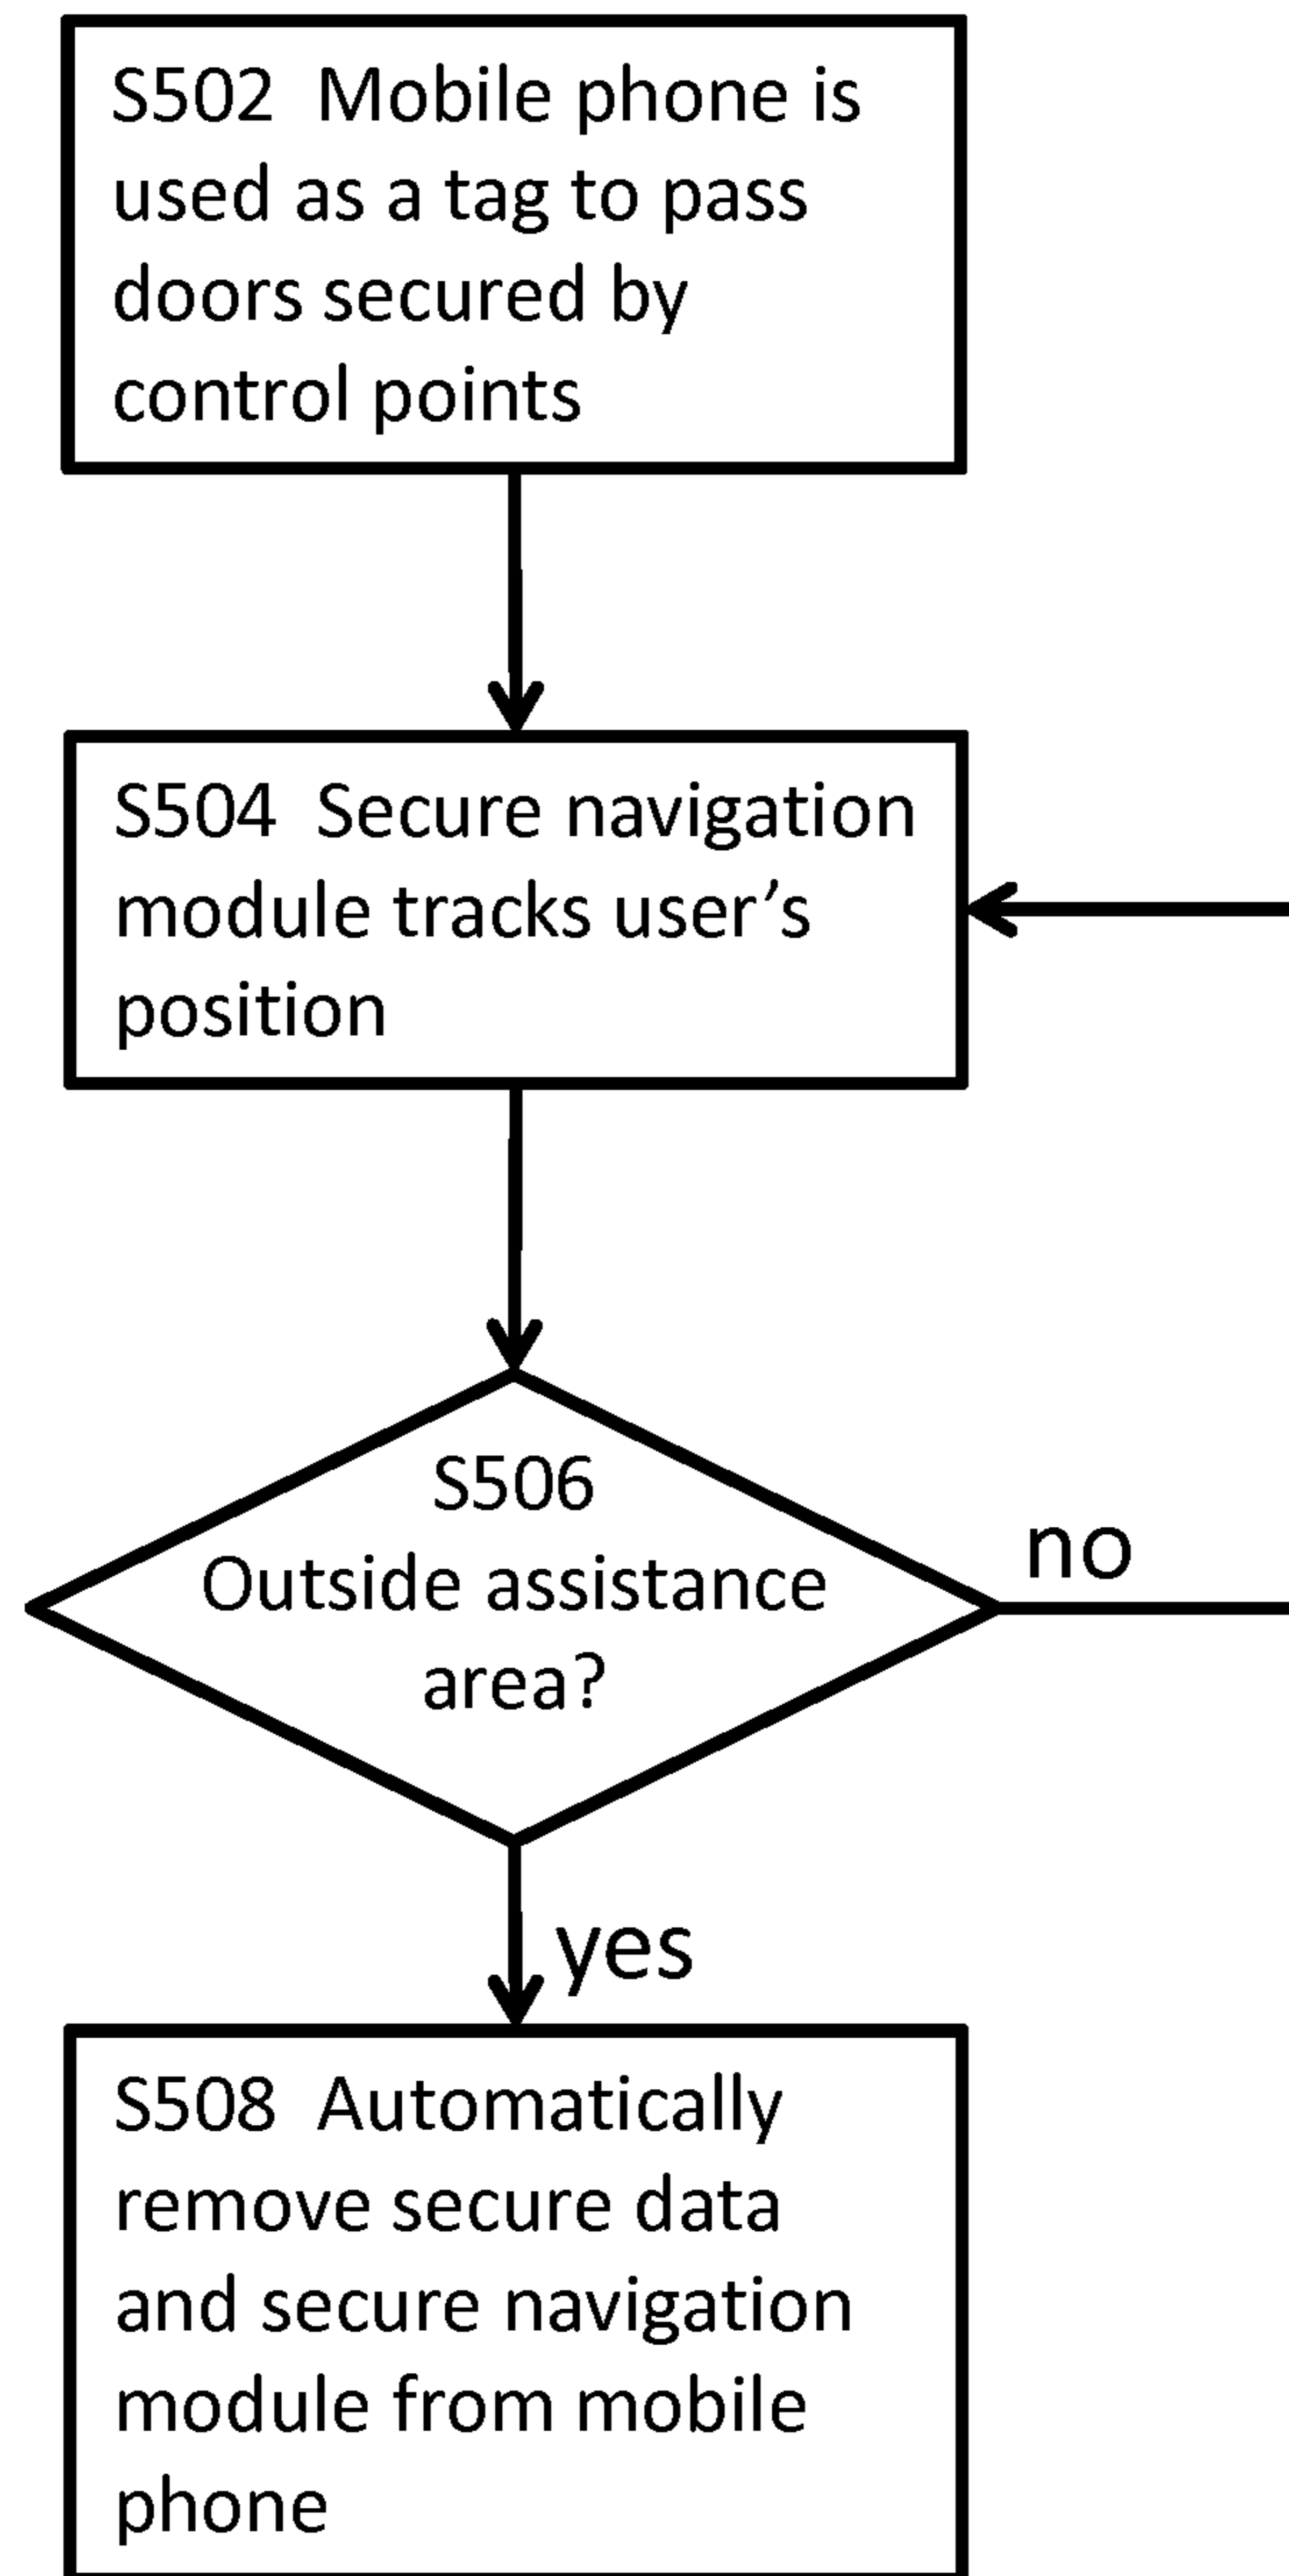 S502  Mobile phone is
used as a tag to pass
doors secured by
control points
S504  Secure navigation
module tracks user’s
position
S506
Outside assistance
area?
no
yes
S508  Automatically
remove secure data
and secure navigation
module from mobile
phone